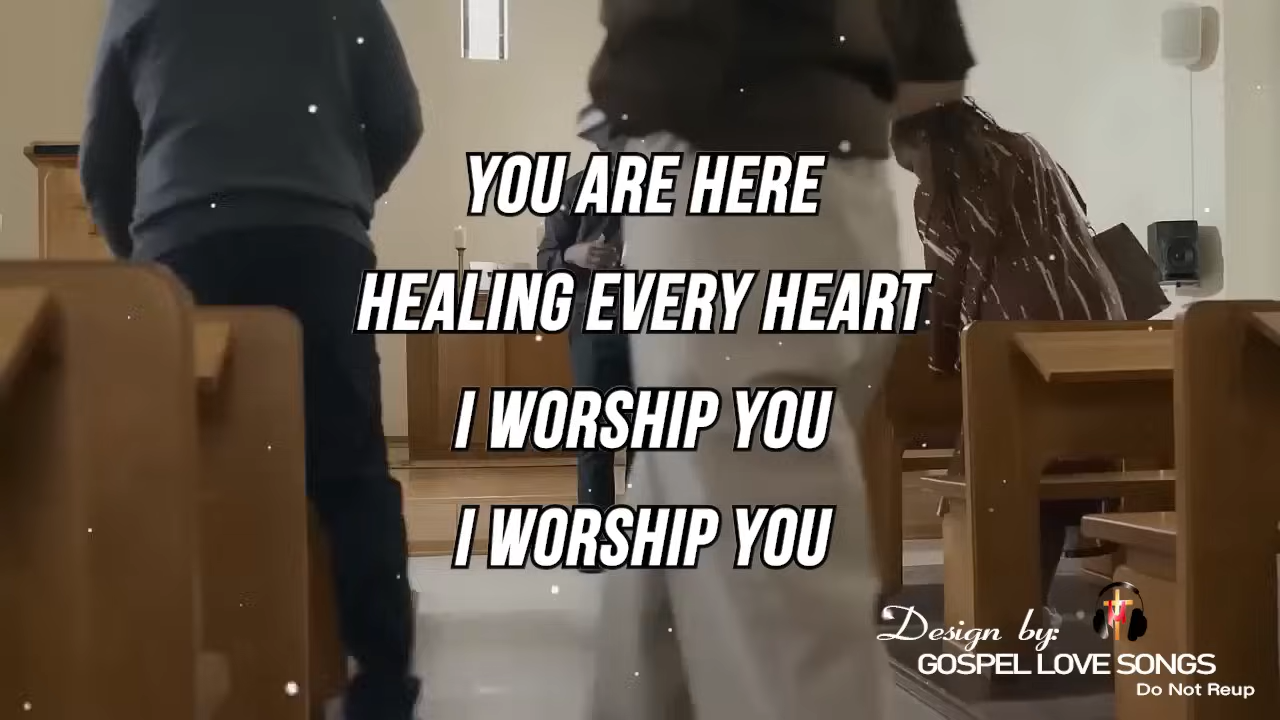 YOU ARE HERE
HEALING EVERY HEART
I WORSHIP YOU
I WORSHIP YOU
Design by:
GOSPEL LOVE SONGS
Do Not Reup